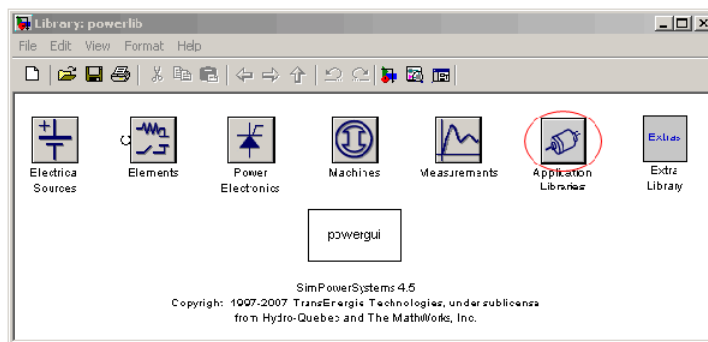 Library: powerlib
File Edit View Format Help
Electrical Sources
Elements
Power Electronics
Machines
Measurements
Application Libraries
Extras
Extra Library
powergui
SimPowerSystems 4.5
Copyright 1997-2007 TransEnergie Technologies, under sublicense
from Hydro-Quebec and The MathWorks, Inc.